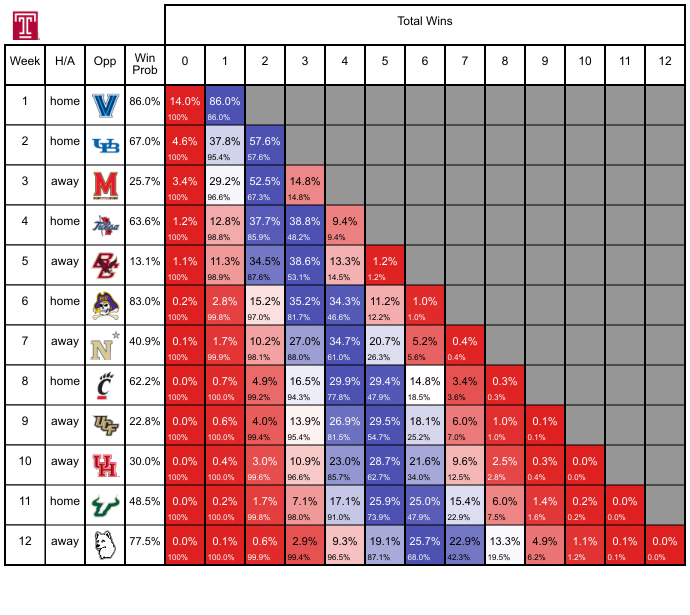 T
Total Wins
Week H/A Opp Win Prob 0 1 2 3 4 5 6 7 8 9 10 11 12
1 home V 86.0% 14.0% 86.0%
100% 86.0%
2 home UB 67.0% 4.6% 37.8% 57.6%
100% 95.4% 57.6%
3 away M 25.7% 3.4% 29.2% 52.5% 14.8%
100% 96.6% 67.3% 14.8%
4 home Tulsa 63.6% 1.2% 12.8% 37.7% 38.8% 9.4%
100% 98.8% 85.9% 48.2% 9.4%
5 away BC 13.1% 1.1% 11.3% 34.5% 38.6% 13.3% 1.2%
100% 98.9% 87.6% 53.1% 14.5% 1.2%
6 home 83.0% 0.2% 2.8% 15.2% 35.2% 34.3% 11.2% 1.0%
100% 99.8% 97.0% 81.7% 46.6% 12.2% 1.0%
7 away N 40.9% 0.1% 1.7% 10.2% 27.0% 34.7% 20.7% 5.2% 0.4%
100% 99.9% 98.1% 88.0% 61.0% 26.3% 5.6% 0.4%
8 home C 62.2% 0.0% 0.7% 4.9% 16.5% 29.9% 29.4% 14.8% 3.4% 0.3%
100% 100.0% 99.2% 94.3% 77.8% 47.9% 18.5% 3.6% 0.3%
9 away UCF 22.8% 0.0% 0.6% 4.0% 13.9% 26.9% 29.5% 18.1% 6.0% 1.0% 0.1%
100% 100.0% 99.4% 95.4% 81.5% 54.7% 25.2% 7.0% 1.0% 0.1%
10 away UH 30.0% 0.0% 0.4% 3.0% 10.9% 23.0% 28.7% 21.6% 9.6% 2.5% 0.3% 0.0%
100% 100.0% 99.6% 96.6% 85.7% 62.7% 34.0% 12.5% 2.8% 0.4% 0.0%
11 home U 48.5% 0.0% 0.2% 1.7% 7.1% 17.1% 25.9% 25.0% 15.4% 6.0% 1.4% 0.2% 0.0%
100% 100.0% 99.8% 98.0% 91.0% 73.9% 47.9% 22.9% 7.5% 1.6% 0.2% 0.0%
12 away 77.5% 0.0% 0.1% 0.6% 2.9% 9.3% 19.1% 25.7% 22.9% 13.3% 4.9% 1.1% 0.1% 0.0%
100% 100.0% 99.9% 99.4% 96.5% 87.1% 68.0% 42.3% 19.5% 6.2% 1.2% 0.1% 0.0%